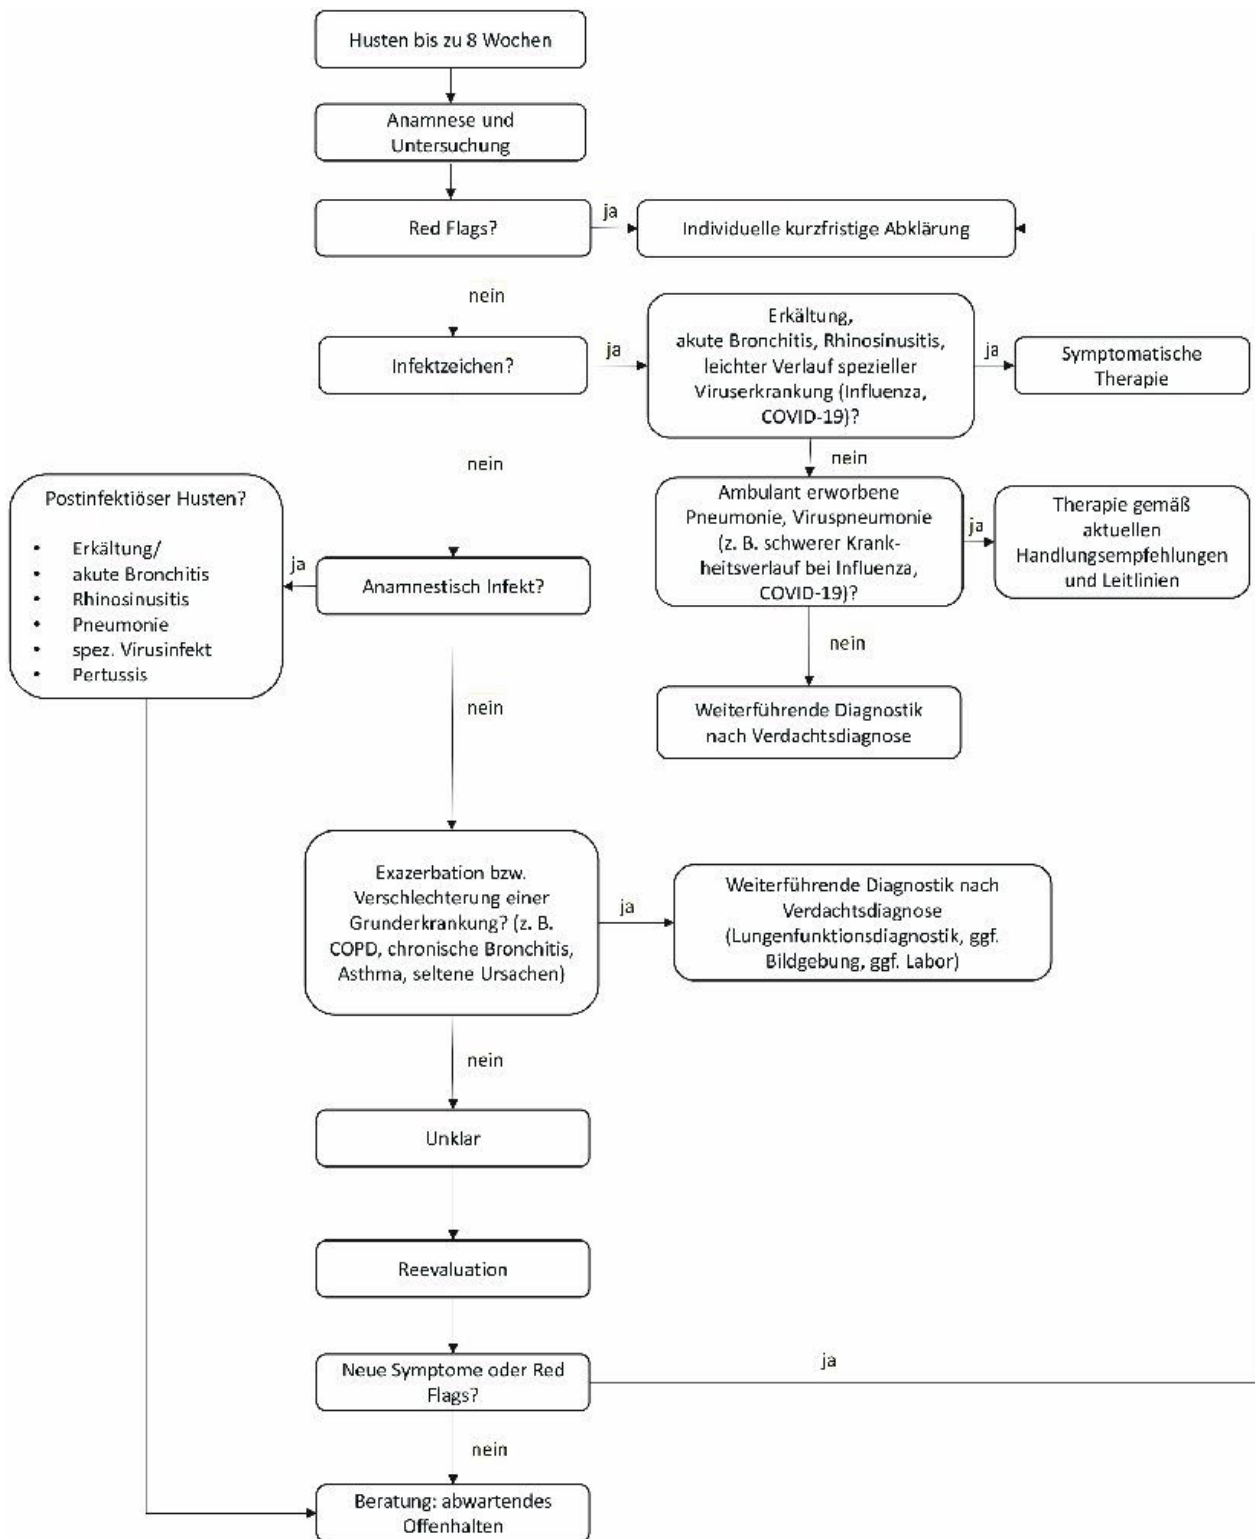 Husten bis zu 8 Wochen
Anamnese und
Untersuchung
Red Flags?
ja
Individuelle kurzfristige Abklärung
nein
Infektzeichen?
ja
Erkältung,
akute Bronchitis, Rhinosinusitis,
leichter Verlauf spezieller
Viruserkrankung (Influenza,
COVID-19)?
ja
Symptomatische
Therapie
nein
nein
Ambulant erworbene
Pneumonie, Viruspneumonie
(z. B. schwerer Krank-
heitsverlauf bei Influenza,
COVID-19)?
ja
Therapie gemäß
aktuellen
Handlungsempfehlungen
und Leitlinien
nein
Weiterführende Diagnostik
nach Verdachtsdiagnose
Anamnestisch Infekt?
ja
Postinfektiöser Husten?
• Erkältung/
• akute Bronchitis
• Rhinosinusitis
• Pneumonie
• spez. Virusinfekt
• Pertussis
nein
Exazerbation bzw.
Verschlechterung einer
Grunderkrankung? (z. B.
COPD, chronische Bronchitis,
Asthma, seltene Ursachen)
ja
Weiterführende Diagnostik nach
Verdachtsdiagnose
(Lungenfunktionsdiagnostik, ggf.
Bildgebung, ggf. Labor)
nein
Unklar
Reevaluation
Neue Symptome oder Red
Flags?
ja
nein
Beratung: abwartendes
Offenhalten